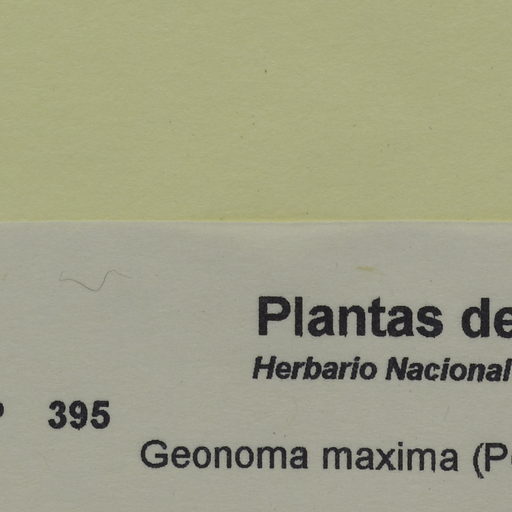 Plantas de
Herbario Nacional
395
Geonoma maxima (P